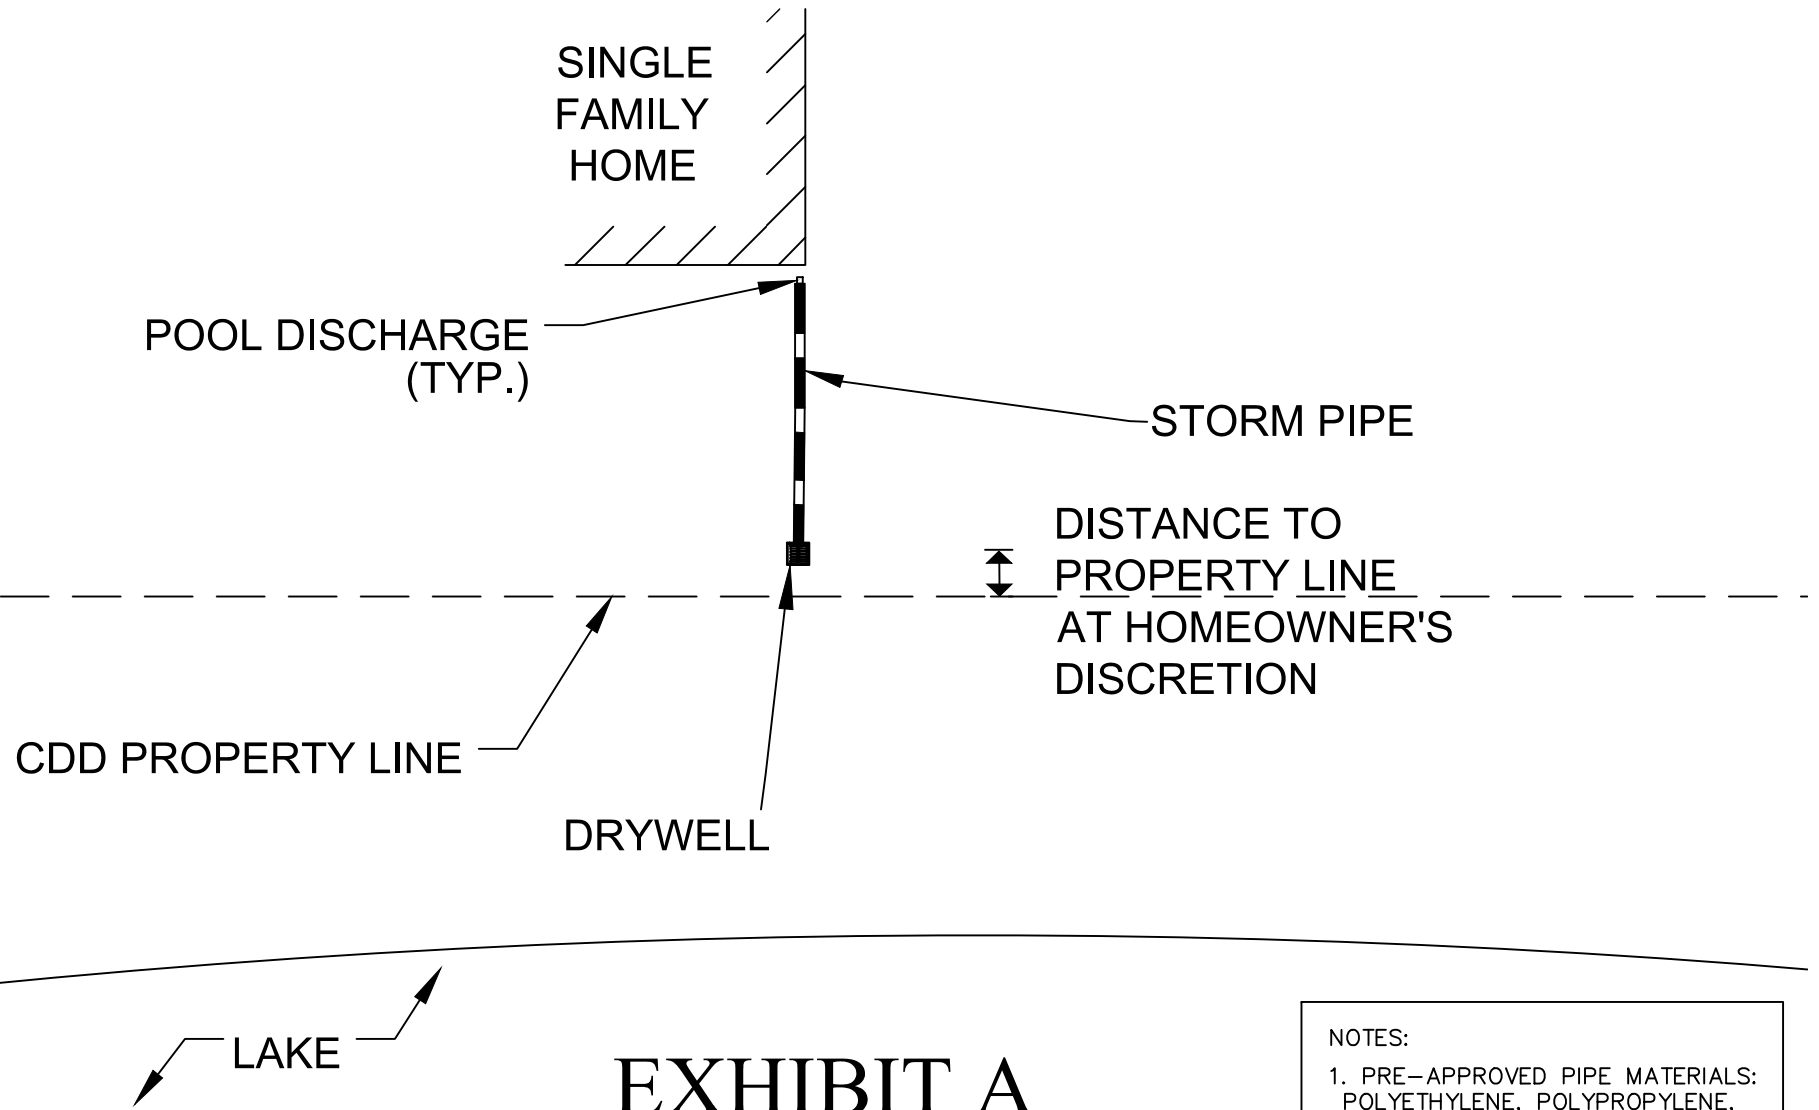 SINGLE
FAMILY
HOME
POOL DISCHARGE
(TYP.)
STORM PIPE
DISTANCE TO
PROPERTY LINE
AT HOMEOWNER'S
DISCRETION
CDD PROPERTY LINE
DRYWELL
LAKE
EXHIBIT A
NOTES:
1. PRE-APPROVED PIPE MATERIALS:
POLYETHYLENE, POLYPROPYLENE,